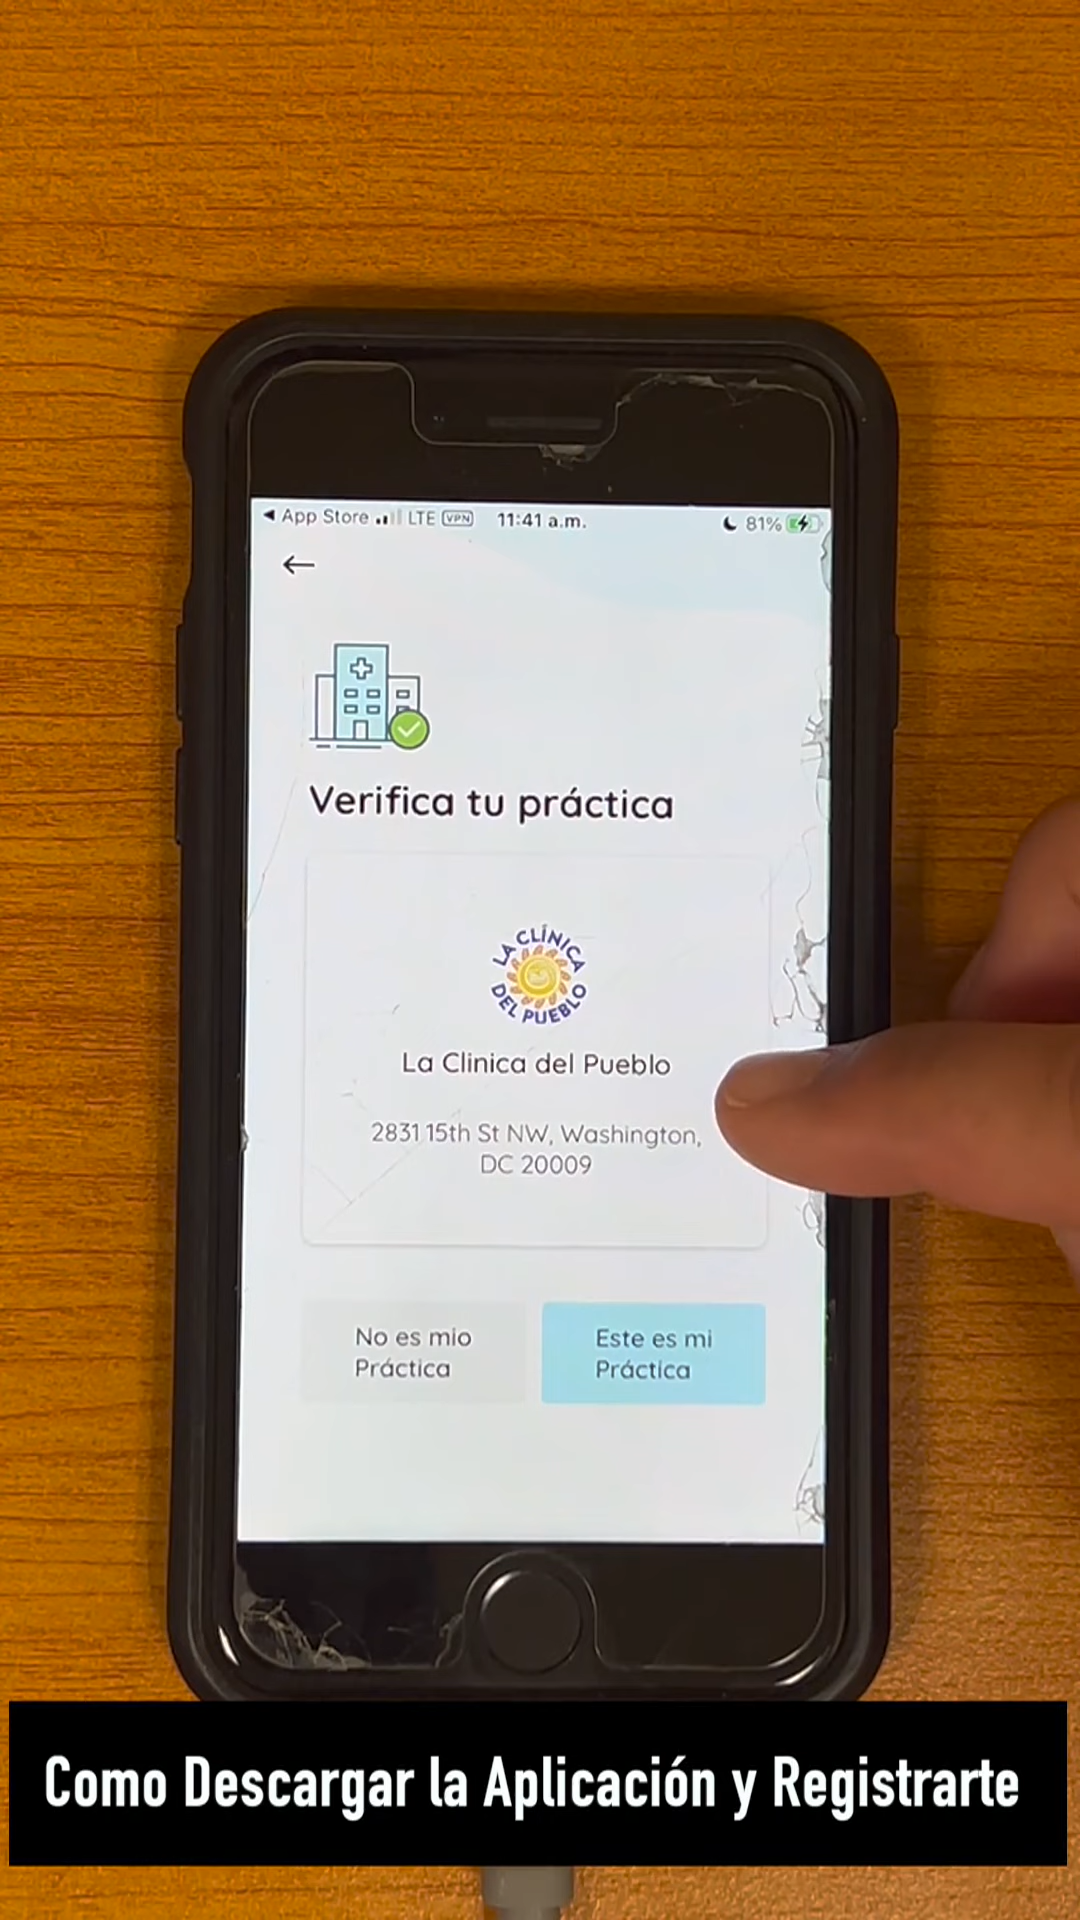 App Store LTE VPN 11:41 a.m. 81%
Verifica tu práctica
LA CLÍNICA
DEL PUEBLO
La Clinica del Pueblo
2831 15th St NW, Washington,
DC 20009
No es mio
Práctica
Este es mi
Práctica
Como Descargar la Aplicación y Registrarte